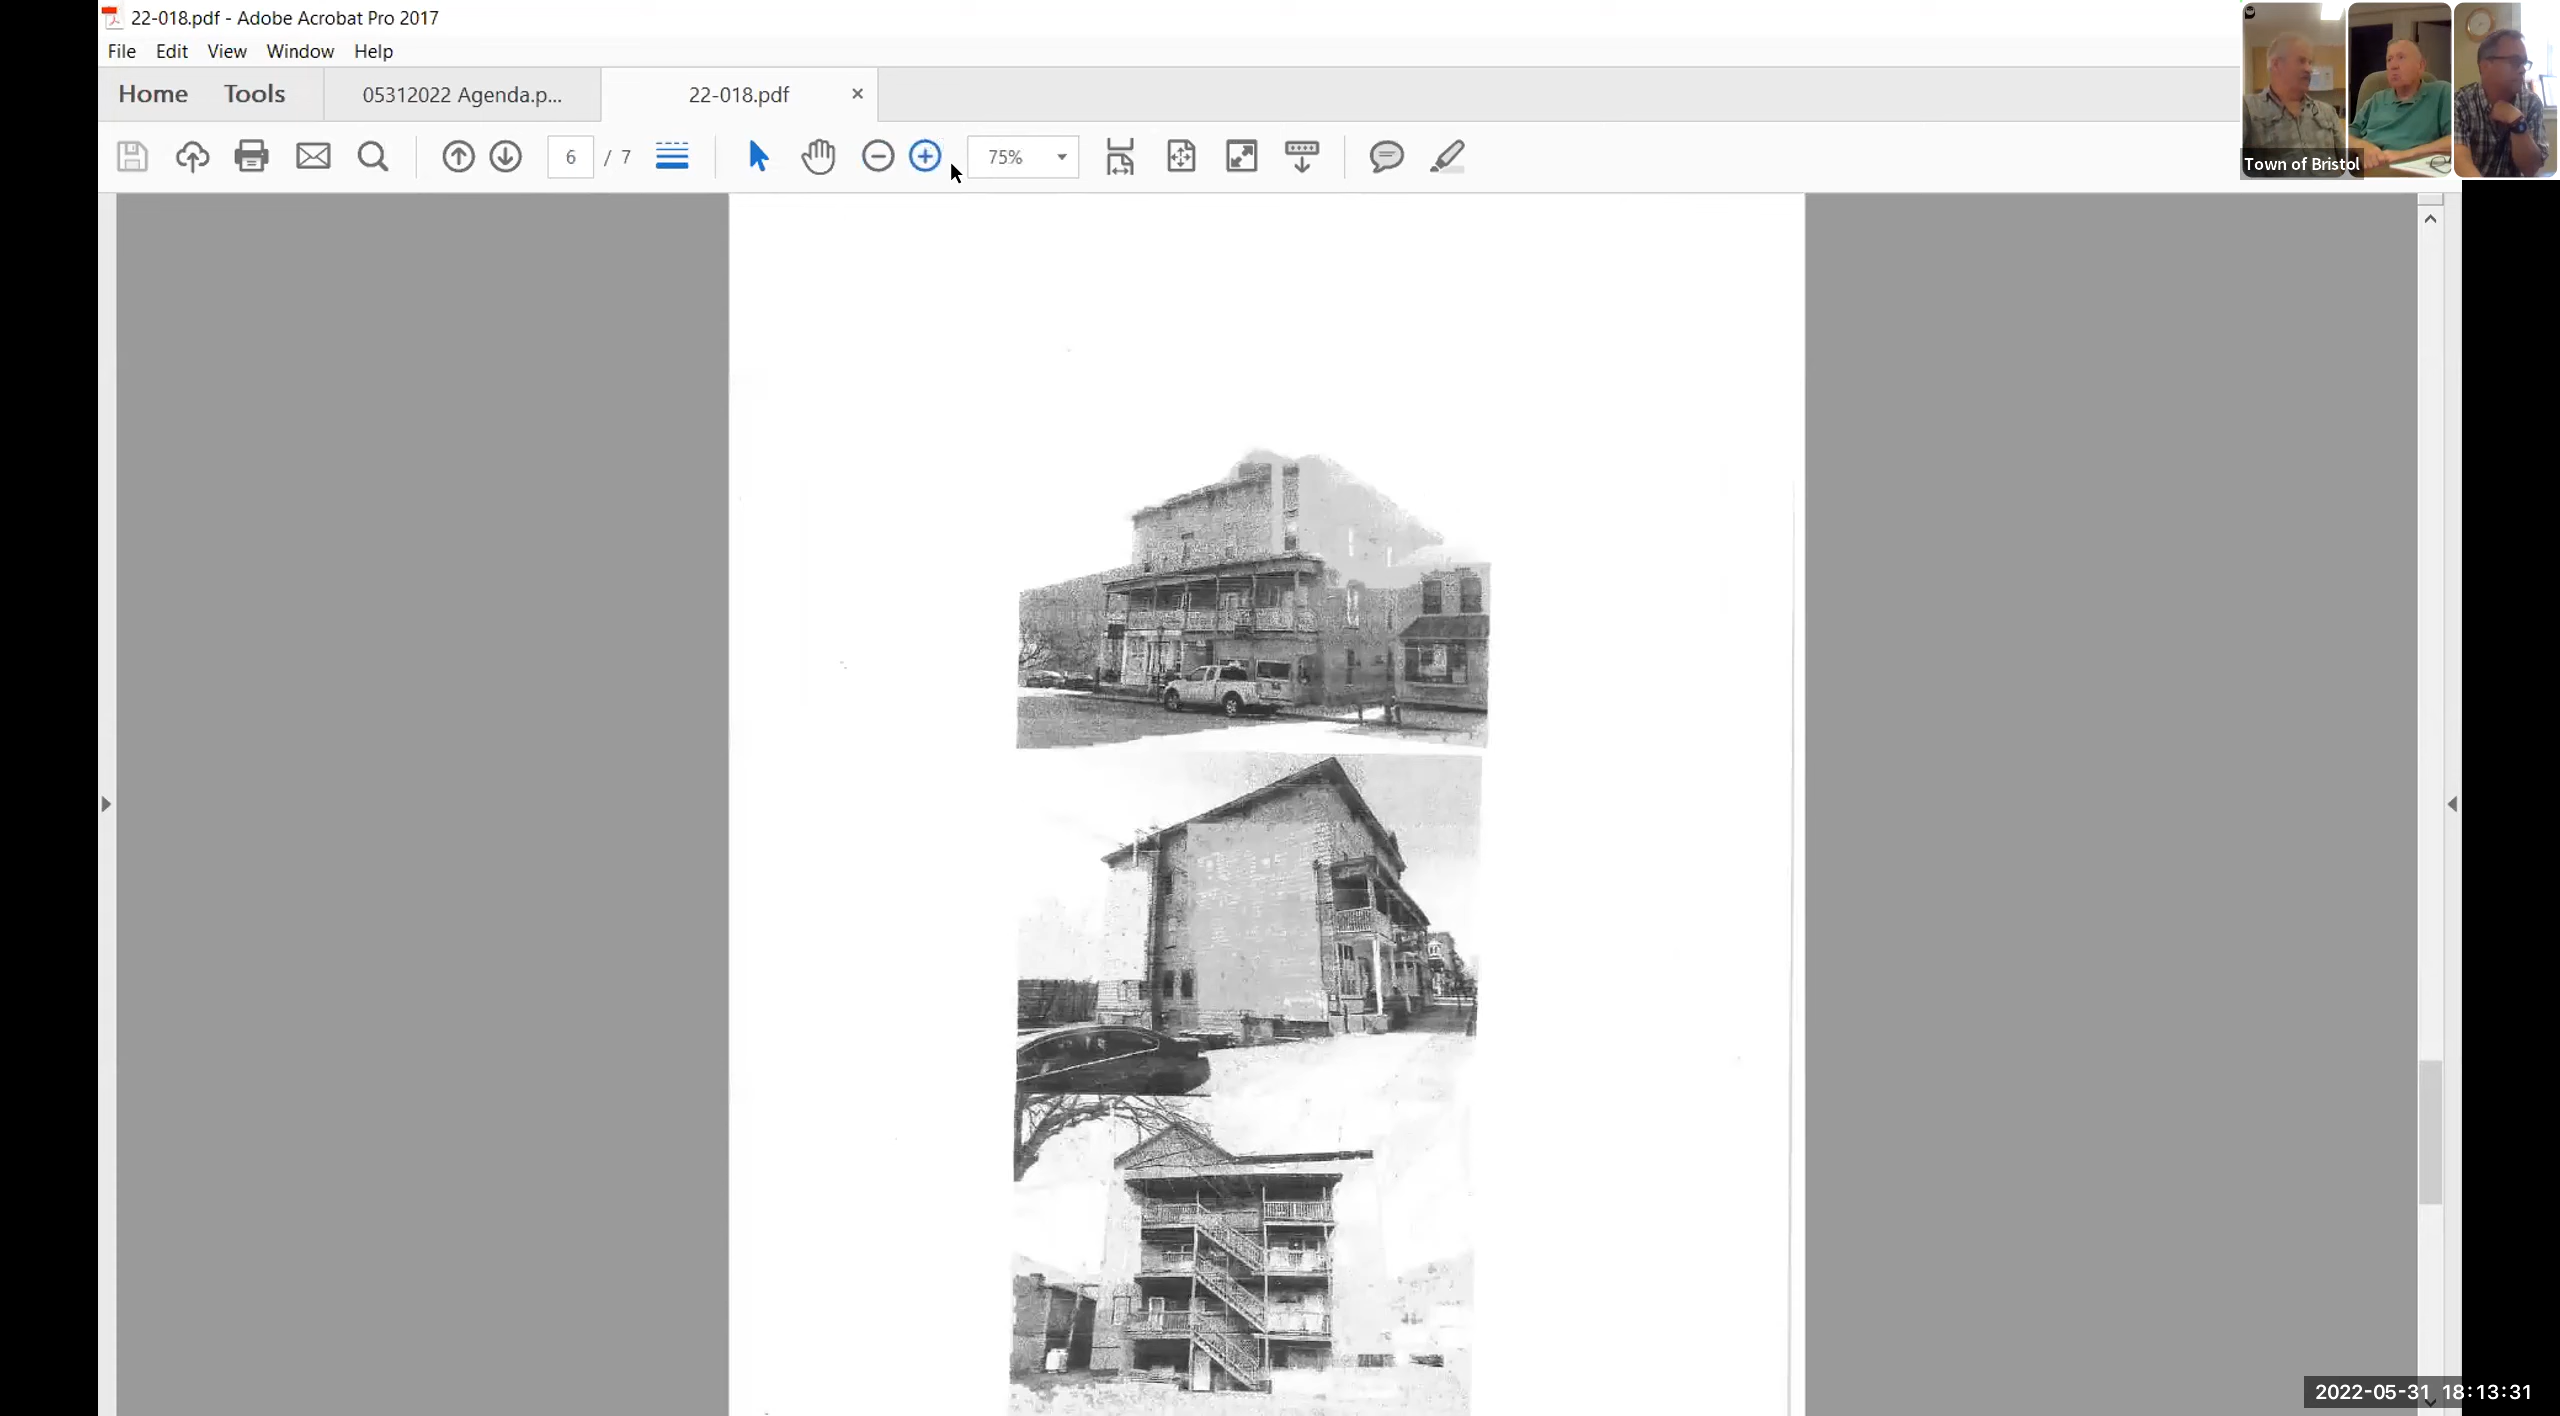 22-018.pdf - Adobe Acrobat Pro 2017
File Edit View Window Help
Home Tools 05312022 Agenda.p... 22-018.pdf ×
6 / 7 75%
Town of Bristol
2022-05-31 18:13:31